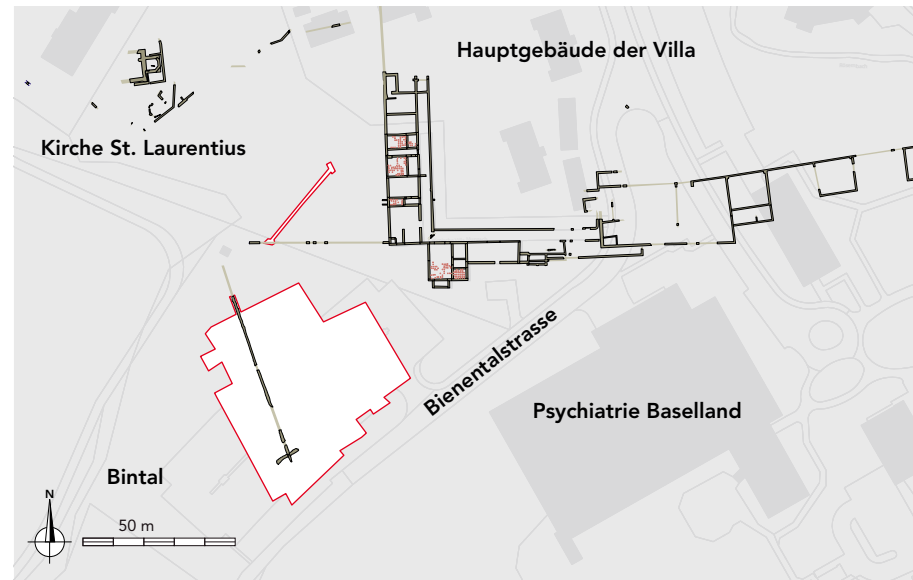 Hauptgebäude der Villa
Kirche St. Laurentius
Bienentalstrasse
Psychiatrie Baselland
Bintal
N
50 m